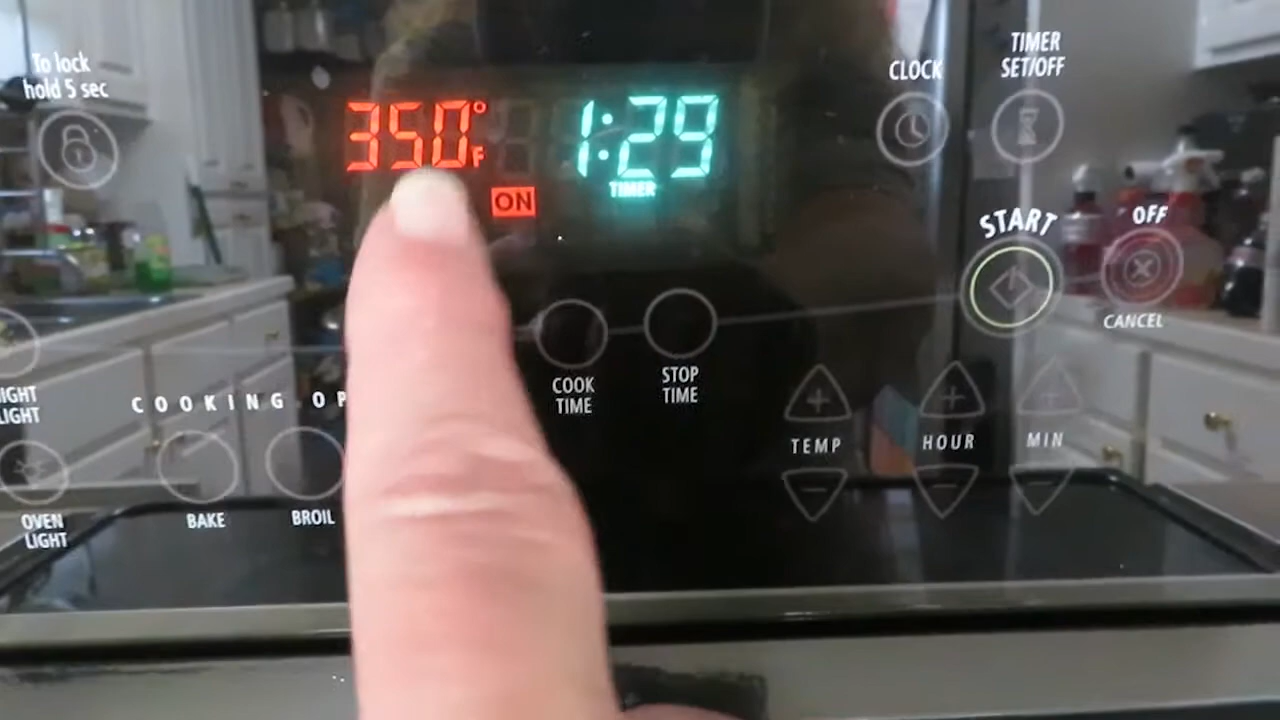 To lock
hold 5 sec
350°F
ON
1:29
TIMER
CLOCK
TIMER
SET/OFF
START
OFF
CANCEL
COOK
TIME
STOP
TIME
COOKING OP
TEMP
HOUR
MIN
LIGHT
OVEN
LIGHT
BAKE
BROIL